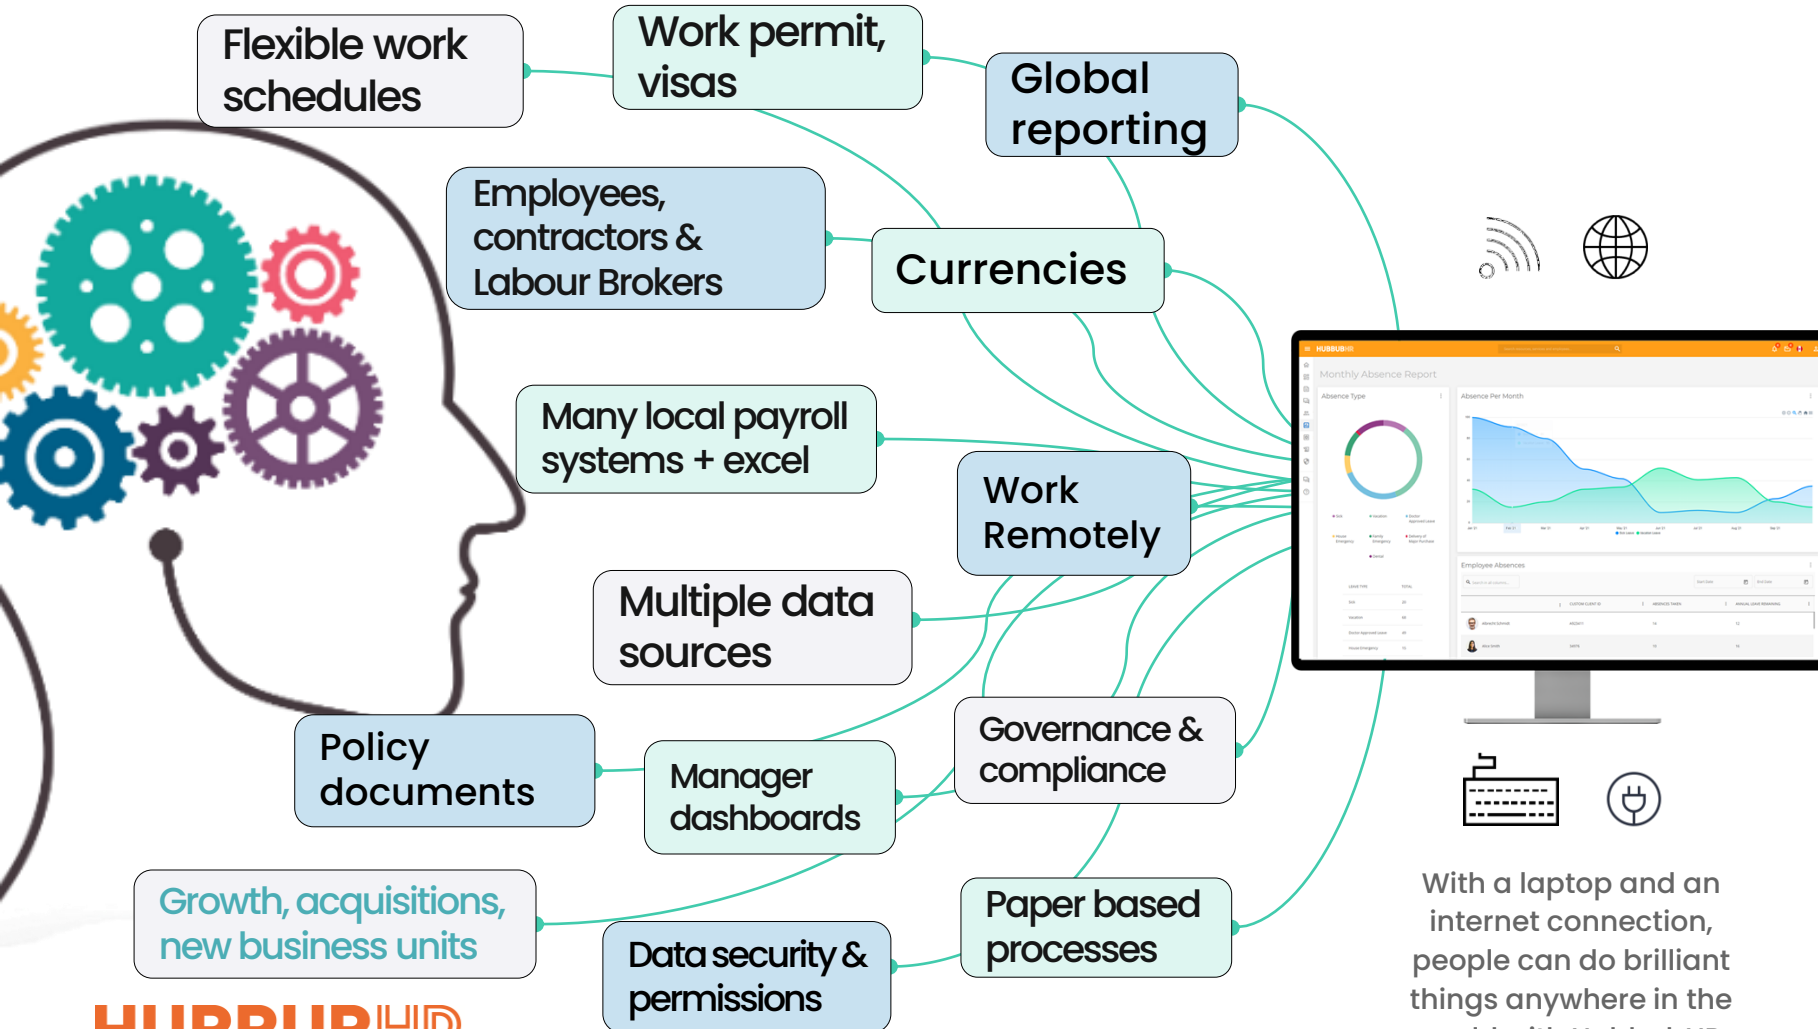 Flexible work
schedules
Work permit,
visas
Global
reporting
Employees,
contractors &
Labour Brokers
Currencies
Many local payroll
systems + excel
Work
Remotely
Multiple data
sources
Policy
documents
Manager
dashboards
Governance &
compliance
Growth, acquisitions,
new business units
Data security &
permissions
Paper based
processes
HUBBUBHR
Monthly Absence Report
Absence Type
Absence Per Month
Employee Absences
With a laptop and an
internet connection,
people can do brilliant
things anywhere in the